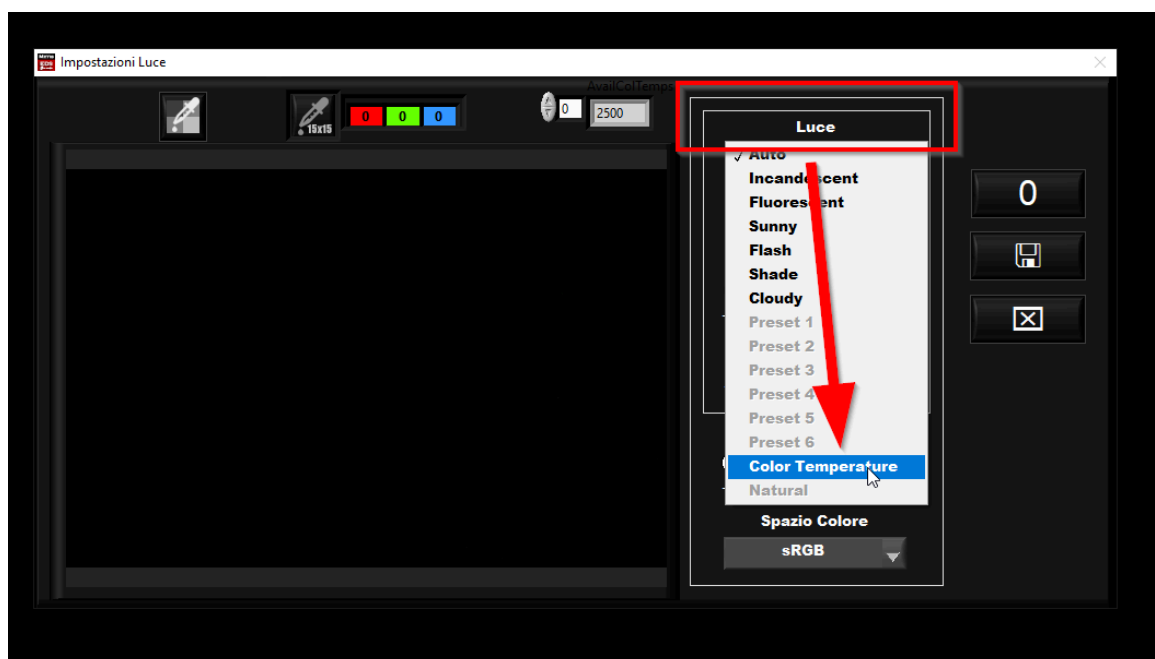 Impostazioni Luce
AvailColTemps
15x15
0 0 0
0
2500
Luce
✓ Auto
Incandescent
Fluorescent
Sunny
Flash
Shade
Cloudy
Preset 1
Preset 2
Preset 3
Preset 4
Preset 5
Preset 6
Color Temperature
Natural
Spazio Colore
sRGB
0